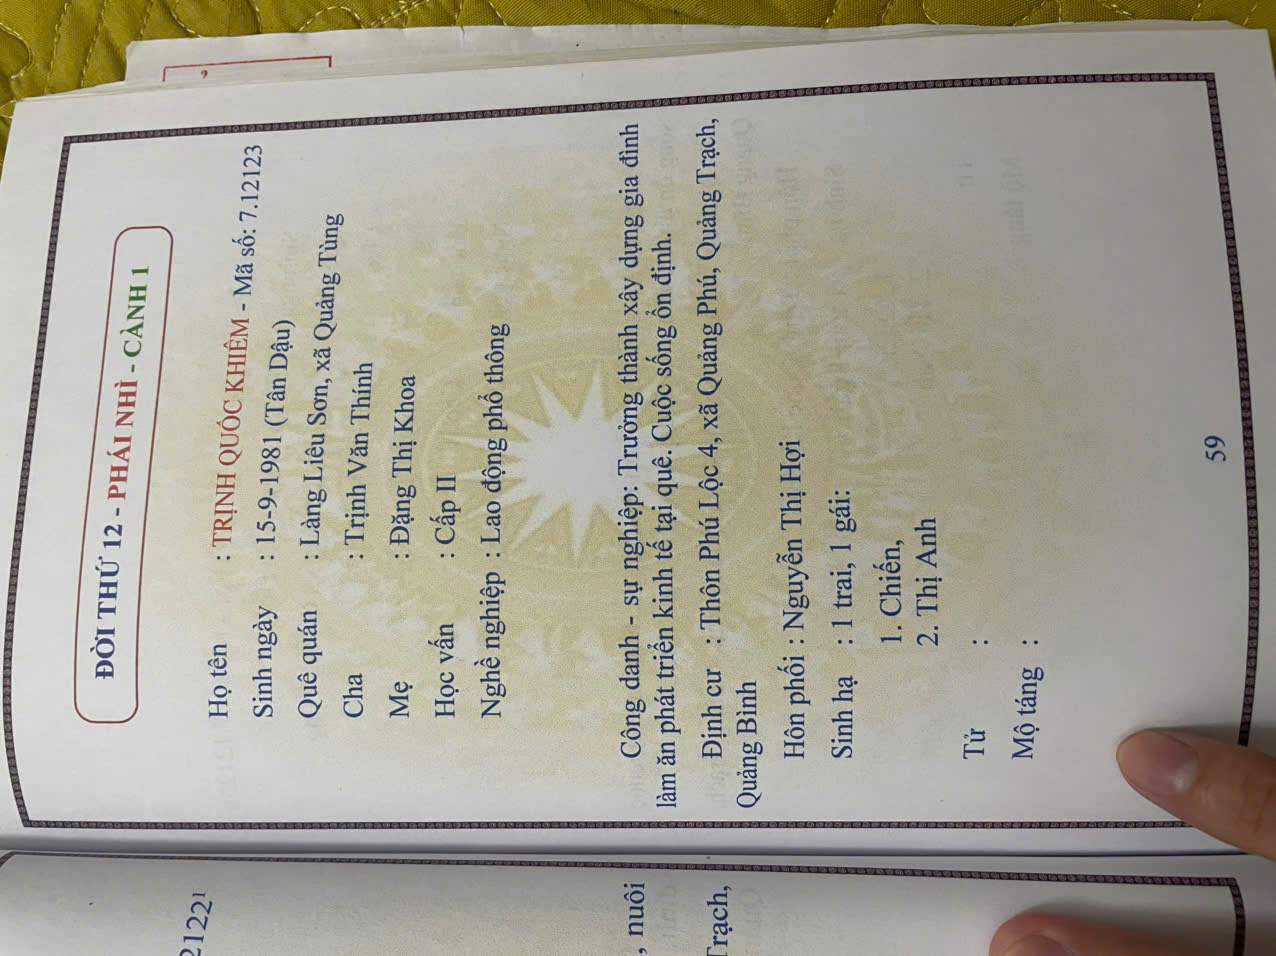 ĐỜI THỨ 12 - PHÁI NHÌ - CÀNH 1
Họ tên : TRỊNH QUỐC KHIÊM - Mã số: 7.12123
Sinh ngày : 15-9-1981 (Tân Dậu)
Quê quán : Làng Liêu Sơn, xã Quảng Tùng
Cha : Trịnh Văn Thính
Mẹ : Đặng Thị Khoa
Học vấn : Cấp II
Nghề nghiệp : Lao động phổ thông
Công danh - sự nghiệp: Trưởng thành xây dựng gia đình
làm ăn phát triển kinh tế tại quê. Cuộc sống ổn định.
Định cư : Thôn Phú Lộc 4, xã Quảng Phú, Quảng Trạch,
Quảng Bình
Hôn phối : Nguyễn Thị Hợi
Sinh hạ : 1 trai, 1 gái:
1. Chiến,
2. Thị Anh
Tử :
Mộ táng :
59
21221
, nuôi
Trạch,